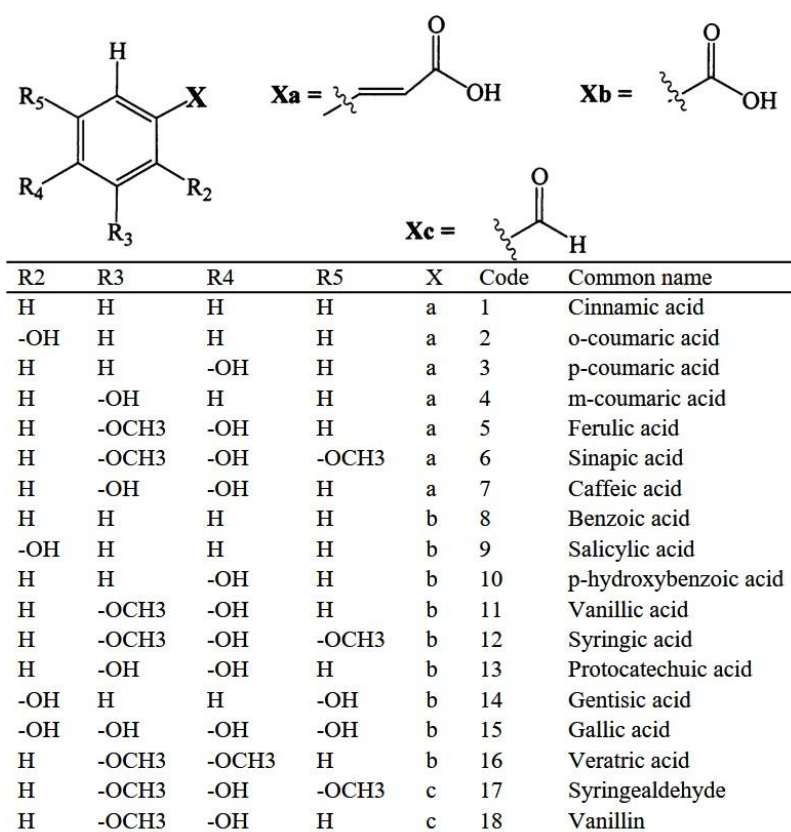 H
R5 X
R4 R2
R3
Xa = O OH
Xb = O OH
Xc = O H
R2 R3 R4 R5 X Code Common name
H H H H a 1 Cinnamic acid
-OH H H H a 2 o-coumaric acid
H H -OH H a 3 p-coumaric acid
H -OH H H a 4 m-coumaric acid
H -OCH3 -OH H a 5 Ferulic acid
H -OCH3 -OH -OCH3 a 6 Sinapic acid
H -OH -OH H a 7 Caffeic acid
H H H H b 8 Benzoic acid
-OH H H H b 9 Salicylic acid
H H -OH H b 10 p-hydroxybenzoic acid
H -OCH3 -OH H b 11 Vanillic acid
H -OCH3 -OH -OCH3 b 12 Syringic acid
H -OH -OH H b 13 Protocatechuic acid
-OH H H -OH b 14 Gentisic acid
-OH -OH -OH -OH b 15 Gallic acid
H -OCH3 -OCH3 H b 16 Veratric acid
H -OCH3 -OH -OCH3 c 17 Syringealdehyde
H -OCH3 -OH H c 18 Vanillin